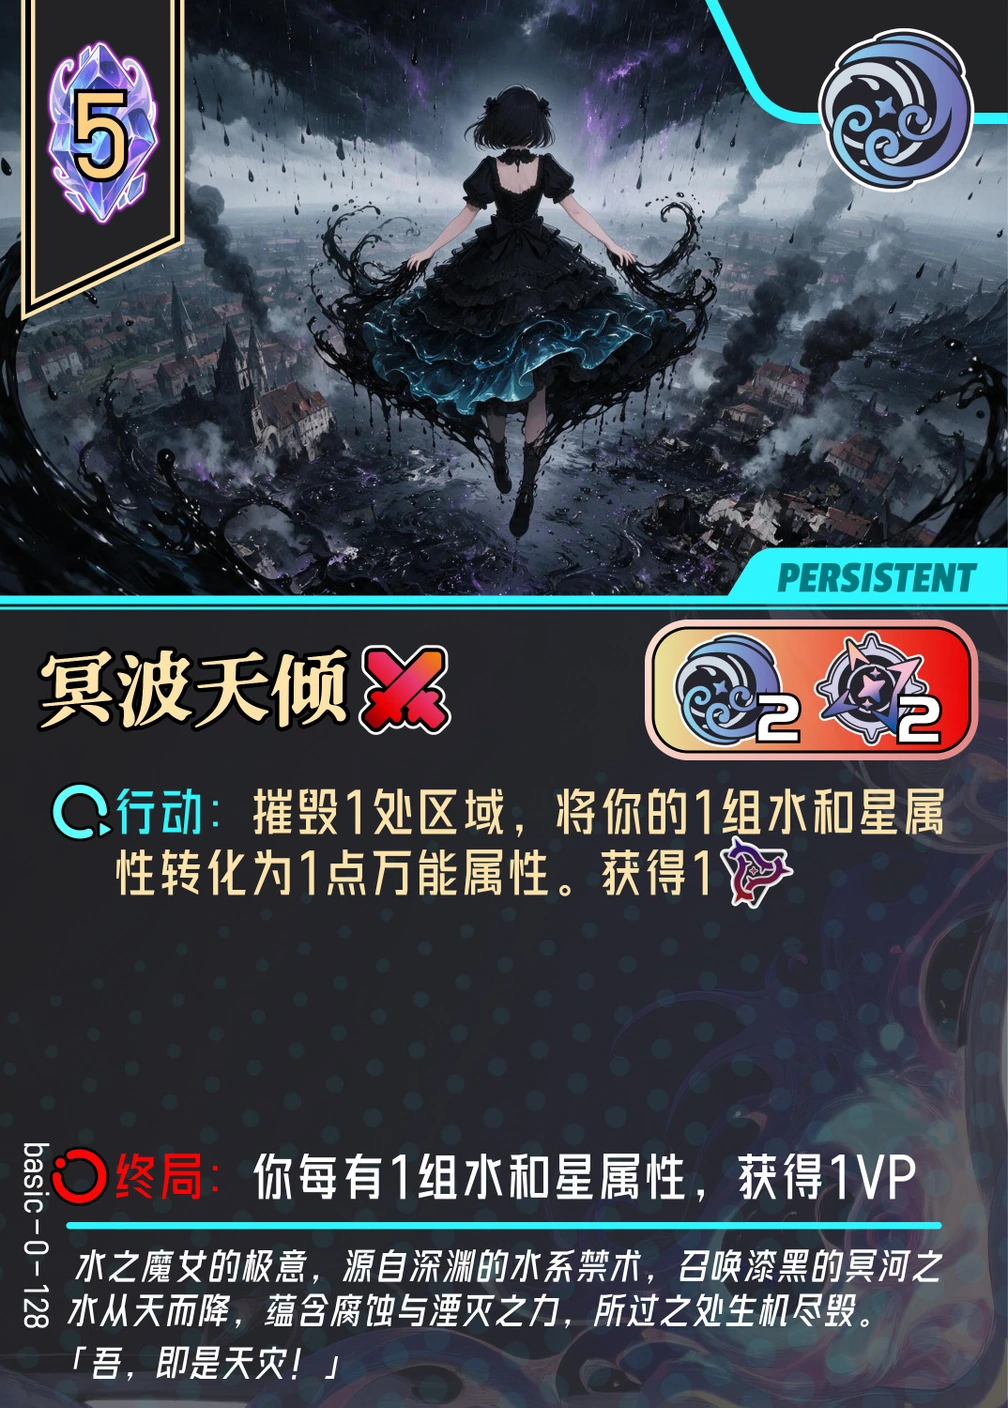 5
PERSISTENT
冥波天倾
2 2
行动：摧毁1处区域，将你的1组水和星属
性转化为1点万能属性。获得1
终局：你每有1组水和星属性，获得1VP
水之魔女的极意，源自深渊的水系禁术，召唤漆黑的冥河之
水从天而降，蕴含腐蚀与湮灭之力，所过之处生机尽毁。
「吾，即是天灾！」
basic-0-128